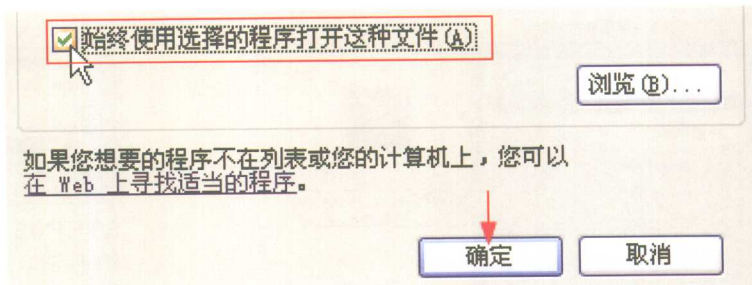 始终使用选择的程序打开这种文件(A)
浏览(B)...
如果您想要的程序不在列表或您的计算机上，您可以
在 Web 上寻找适当的程序。
确定
取消